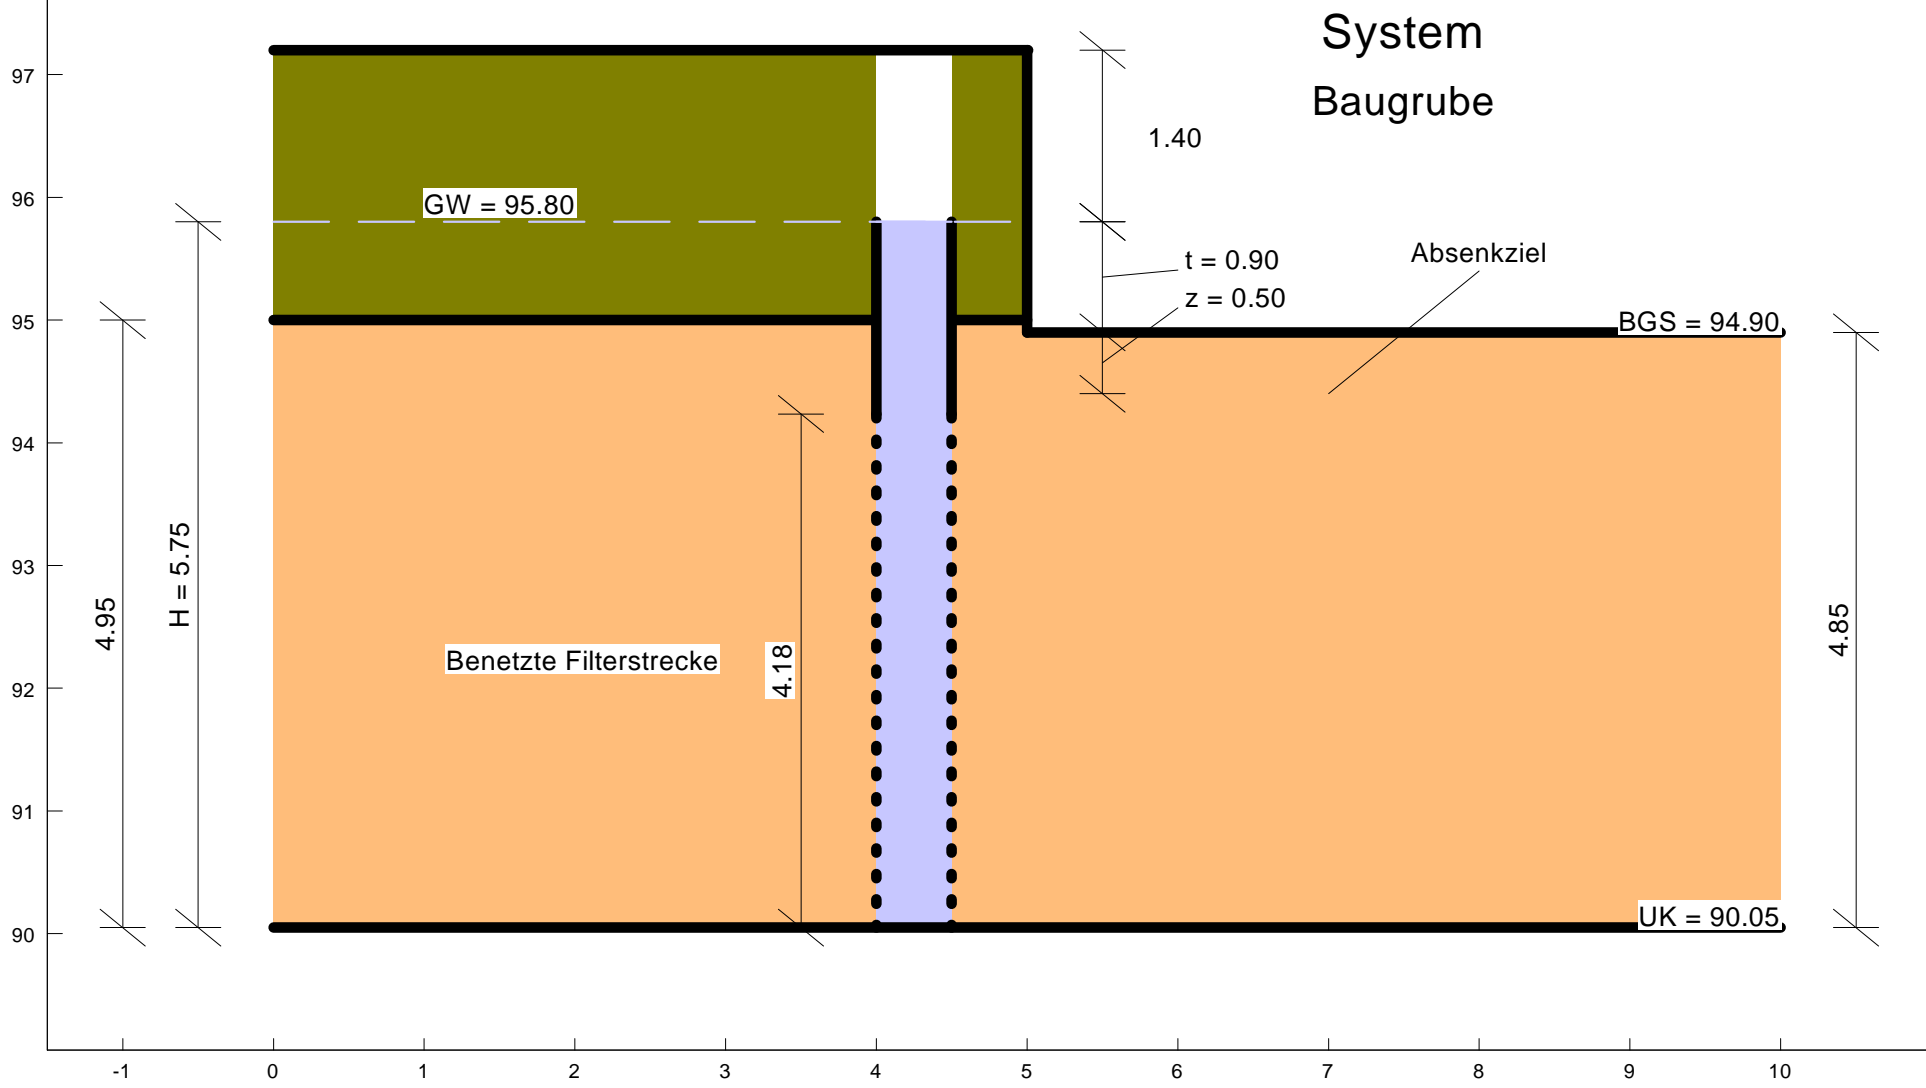 System
Baugrube
97
96
95
94
93
92
91
90
1.40
GW = 95.80
t = 0.90
z = 0.50
Absenkziel
BGS = 94.90
4.95
H = 5.75
Benetzte Filterstrecke
4.18
4.85
UK = 90.05
-1 0 1 2 3 4 5 6 7 8 9 10